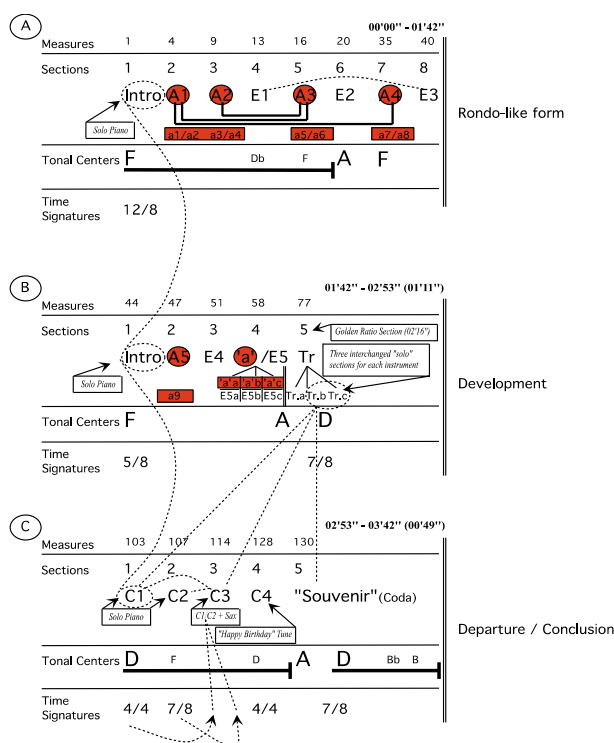 A 00'00" - 01'42"
Measures 1 4 9 13 16 20 35 40
Sections 1 2 3 4 5 6 7 8
Intro A1 A2 E1 A3 E2 A4 E3
Rondo-like form
Solo Piano
a1/a2 a3/a4 a5/a6 a7/a8
Tonal Centers F Db F A F
Time
Signatures 12/8
01'42" - 02'53" (01'11")
B
Measures 44 47 51 58 77
Sections 1 2 3 4 5
Golden Ratio Section (02'16")
Intro A5 E4 'a' /E5 Tr
Three interchanged "solo"
sections for each instrument
Solo Piano
'a'a 'a'b 'a'c
a9 E5a E5b E5c Tr.a Tr.b Tr.c
Development
Tonal Centers F A D
Time
Signatures 5/8 7/8
C 02'53" - 03'42" (00'49")
Measures 103 107 114 128 130
Sections 1 2 3 4 5
C1 C2 C3 C4 "Souvenir" (Coda)
Solo Piano C1 C2 + Sax
"Happy Birthday" Tune
Departure / Conclusion
Tonal Centers D F D A D Bb B
Time
Signatures 4/4 7/8 4/4 7/8